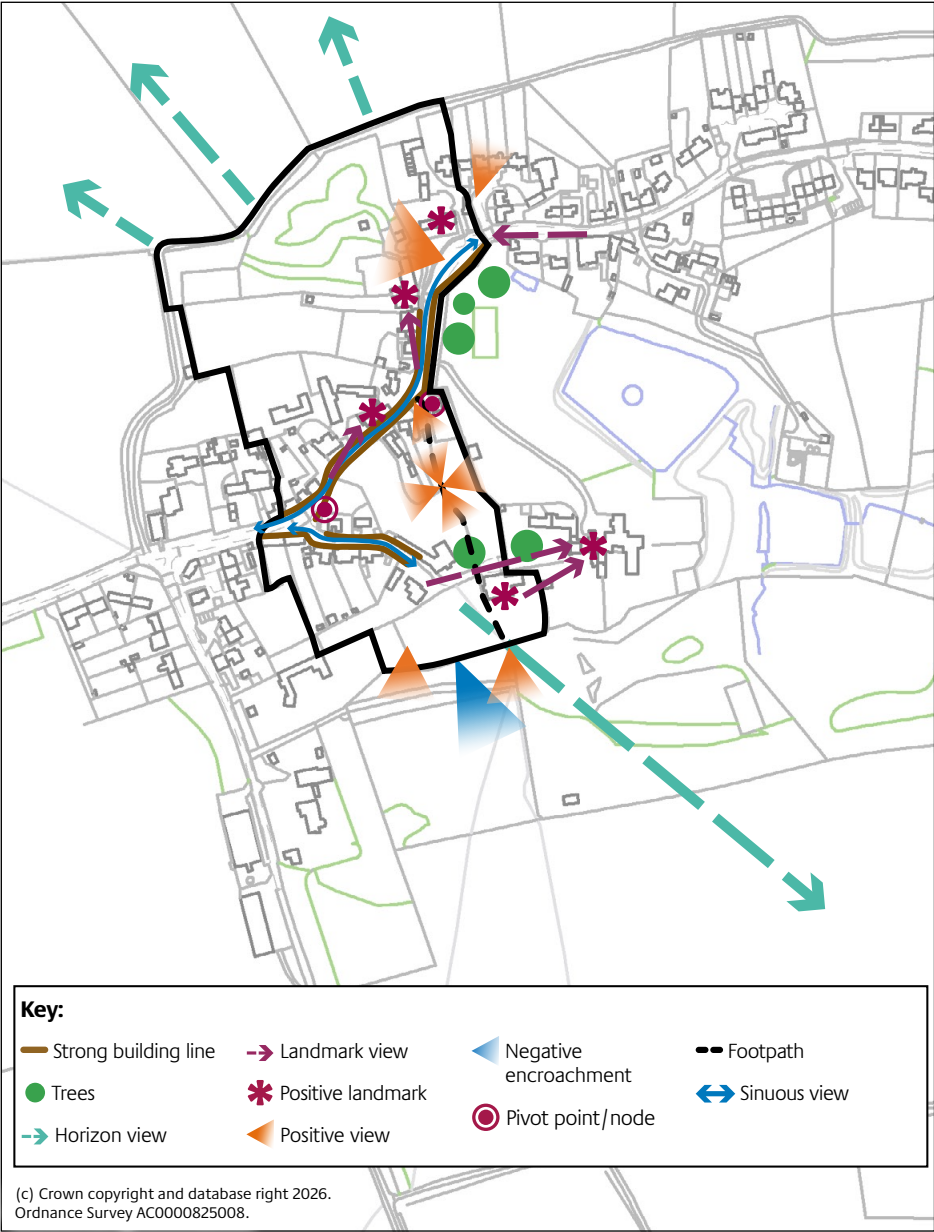 Key:
Strong building line
Trees
Horizon view
Landmark view
Positive landmark
Positive view
Negative
encroachment
Pivot point/node
Footpath
Sinuous view
(c) Crown copyright and database right 2026.
Ordnance Survey AC0000825008.